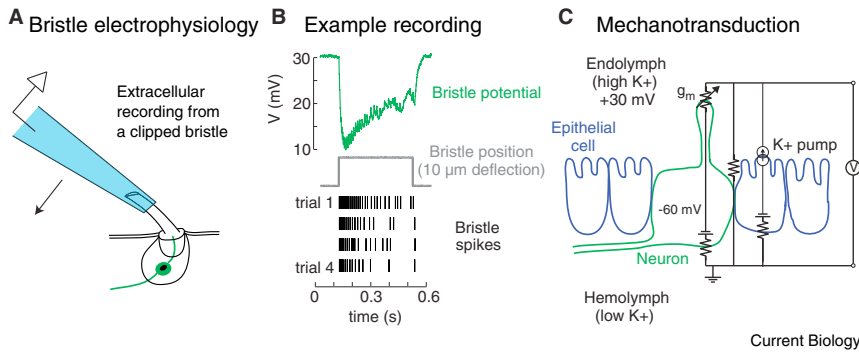 A Bristle electrophysiology
Extracellular
recording from
a clipped bristle
B Example recording
V (mV)
30
20
10
Bristle potential
Bristle position
(10 μm deflection)
trial 1
trial 4
Bristle
spikes
0 0.3 0.6
time (s)
C Mechanotransduction
Endolymph
(high K+)
+30 mV
gm
Epithelial
cell
K+ pump
V
-60 mV
Neuron
Hemolymph
(low K+)
Current Biology